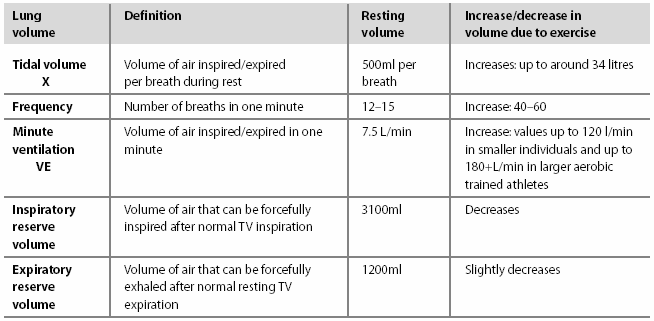 Lung volume
Definition
Resting volume
Increase/decrease in volume due to exercise
Tidal volume
X
Volume of air inspired/expired
per breath during rest
500ml per
breath
Increases: up to around 34 litres
Frequency
Number of breaths in one minute
12–15
Increase: 40–60
Minute
ventilation
VE
Volume of air inspired/expired in one
minute
7.5 L/min
Increase: values up to 120 l/min
in smaller individuals and up to
180+L/min in larger aerobic
trained athletes
Inspiratory
reserve
volume
Volume of air that can be forcefully
inspired after normal TV inspiration
3100ml
Decreases
Expiratory
reserve
volume
Volume of air that can be forcefully
exhaled after normal resting TV
expiration
1200ml
Slightly decreases